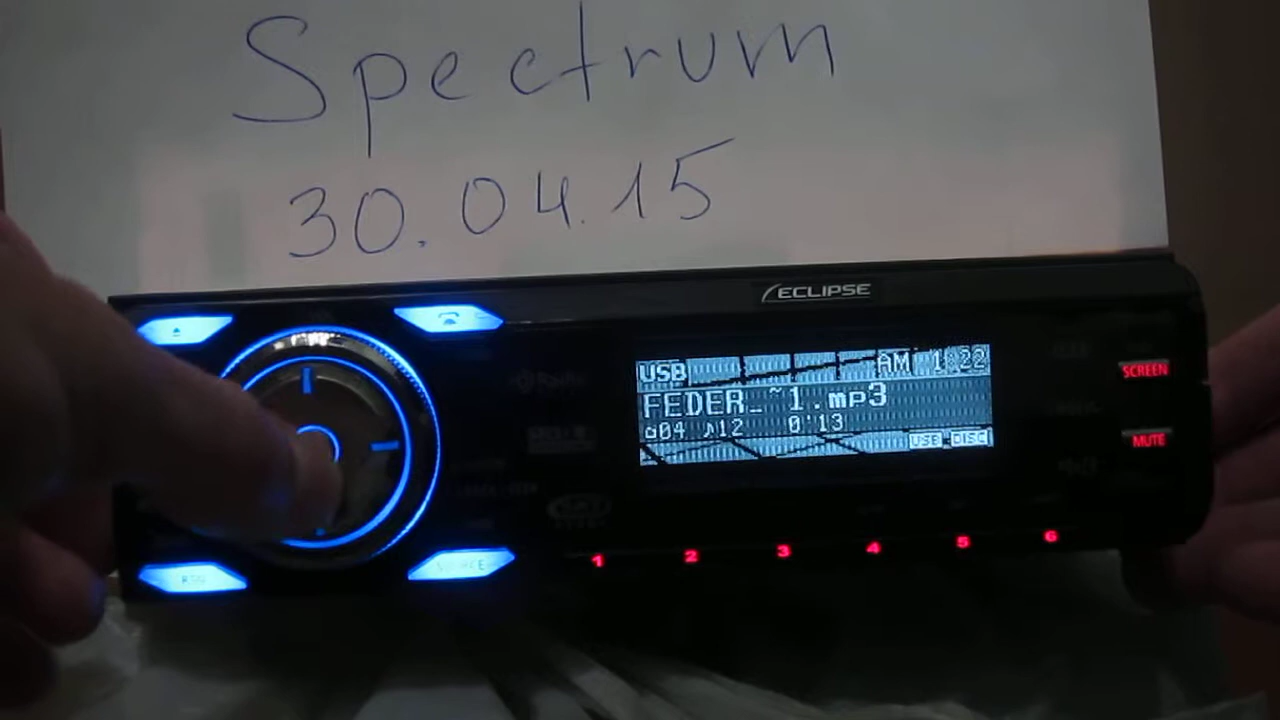 Spectrum
30.04.15
ECLIPSE
USB AM 1:22
FEDER_~1.mp3
04 ♪12 0'13
USB DISC
SCREEN
MUTE
SOURCE
1 2 3 4 5 6